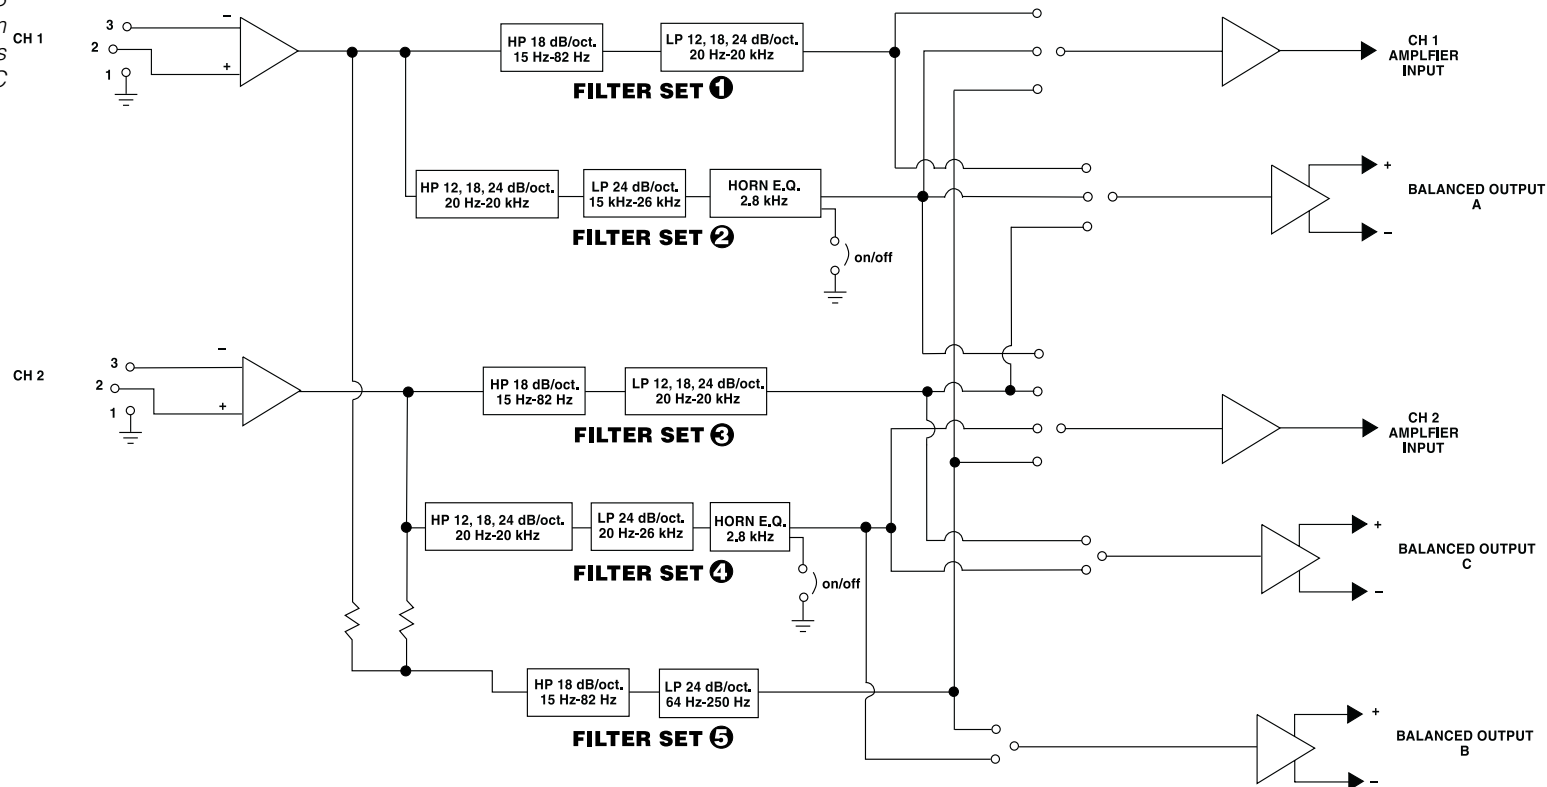 n
s
C
CH 1
3
2
1
–
+
HP 18 dB/oct.
15 Hz-82 Hz
LP 12, 18, 24 dB/oct.
20 Hz-20 kHz
FILTER SET 1
CH 1
AMPLFIER
INPUT
HP 12, 18, 24 dB/oct.
20 Hz-20 kHz
LP 24 dB/oct.
15 kHz-26 kHz
HORN E.Q.
2.8 kHz
FILTER SET 2
on/off
+
–
BALANCED OUTPUT
A
CH 2
3
2
1
–
+
HP 18 dB/oct.
15 Hz-82 Hz
LP 12, 18, 24 dB/oct.
20 Hz-20 kHz
FILTER SET 3
CH 2
AMPLFIER
INPUT
HP 12, 18, 24 dB/oct.
20 Hz-20 kHz
LP 24 dB/oct.
20 Hz-26 kHz
HORN E.Q.
2.8 kHz
FILTER SET 4
on/off
+
–
BALANCED OUTPUT
C
HP 18 dB/oct.
15 Hz-82 Hz
LP 24 dB/oct.
64 Hz-250 Hz
FILTER SET 5
+
–
BALANCED OUTPUT
B